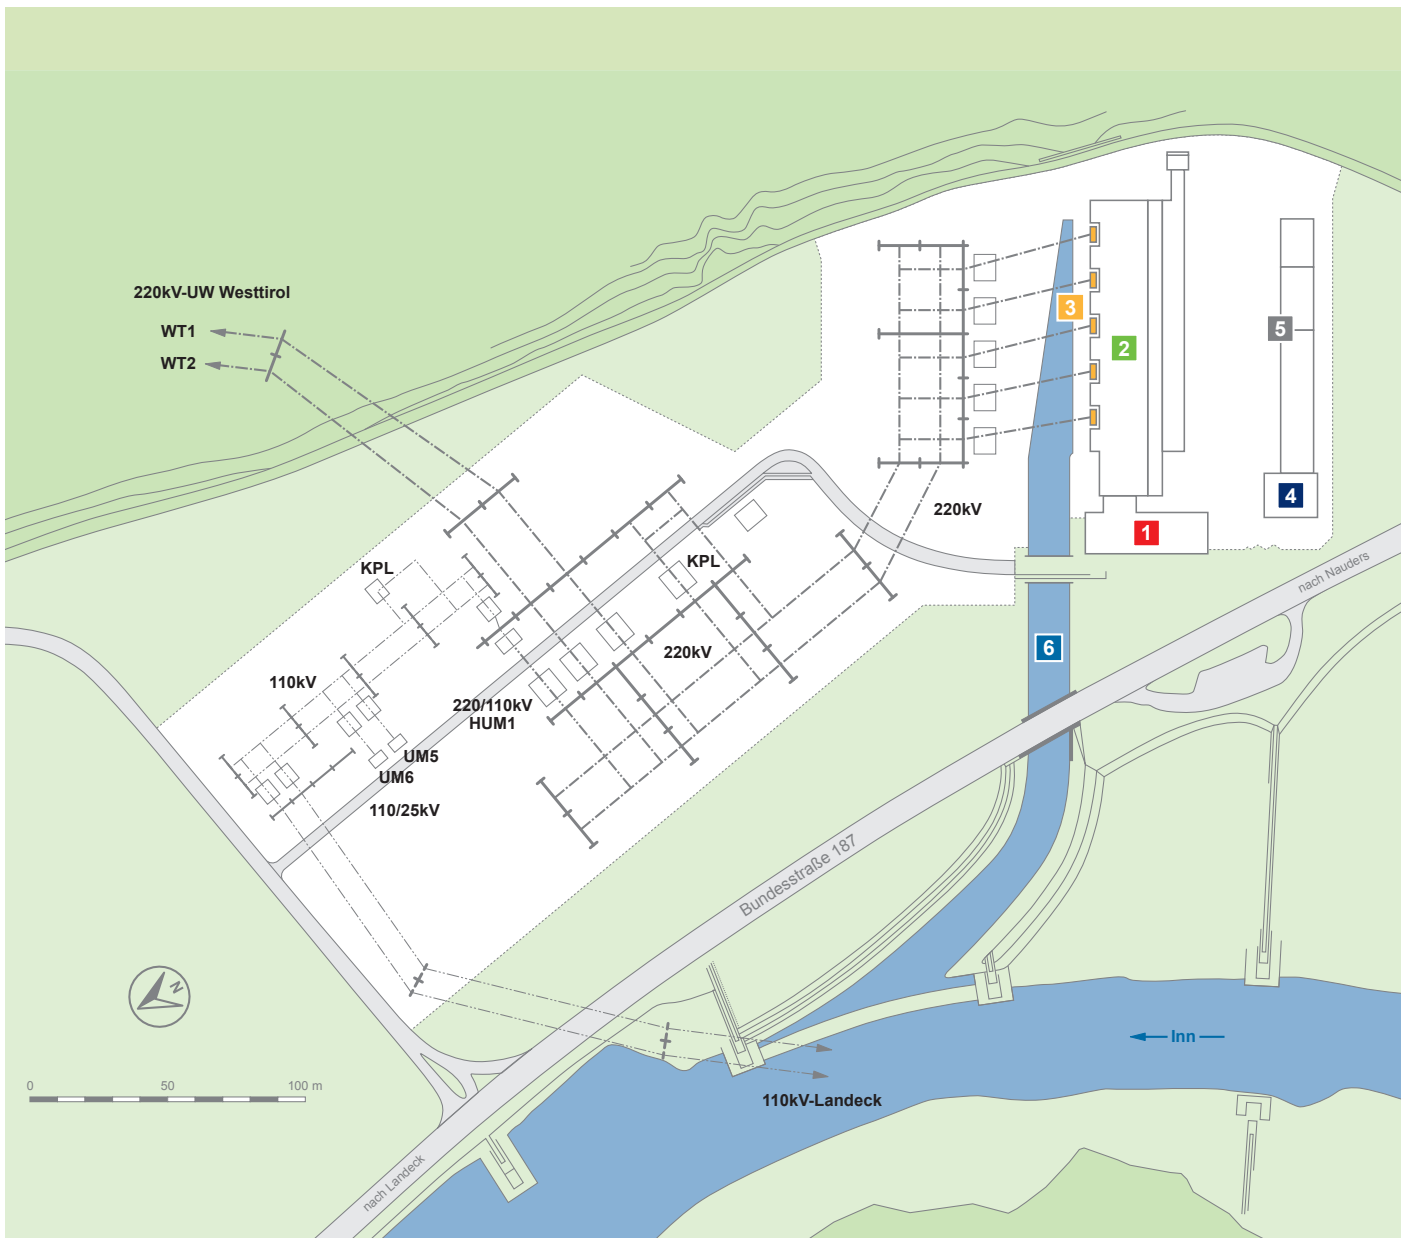 220kV-UW Westtirol
WT1
WT2
3
2
5
4
1
220kV
KPL
KPL
nach Nauders
6
220kV
110kV
220/110kV
HUM1
UM5
UM6
110/25kV
Bundesstraße 187
N
Inn
0 50 100 m
110kV-Landeck
nach Landeck